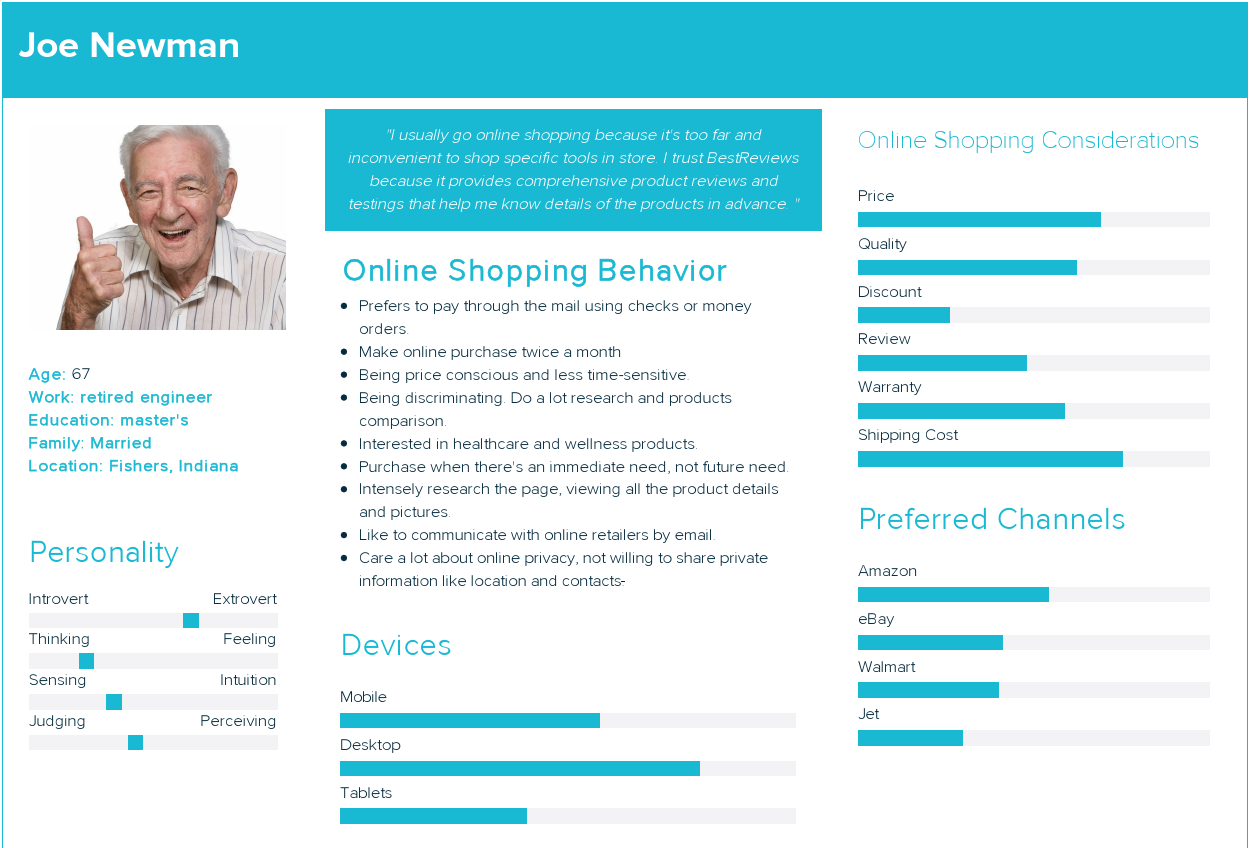 Joe Newman
Age: 67
Work: retired engineer
Education: master's
Family: Married
Location: Fishers, Indiana
Personality
Introvert Extrovert
Thinking Feeling
Sensing Intuition
Judging Perceiving
"I usually go online shopping because it's too far and
inconvenient to shop specific tools in store. I trust BestReviews
because it provides comprehensive product reviews and
testings that help me know details of the products in advance. "
Online Shopping Behavior
• Prefers to pay through the mail using checks or money
orders.
• Make online purchase twice a month
• Being price conscious and less time-sensitive.
• Being discriminating. Do a lot research and products
comparison.
• Interested in healthcare and wellness products.
• Purchase when there's an immediate need, not future need.
• Intensely research the page, viewing all the product details
and pictures.
• Like to communicate with online retailers by email.
• Care a lot about online privacy, not willing to share private
information like location and contacts-
Devices
Mobile
Desktop
Tablets
Online Shopping Considerations
Price
Quality
Discount
Review
Warranty
Shipping Cost
Preferred Channels
Amazon
eBay
Walmart
Jet